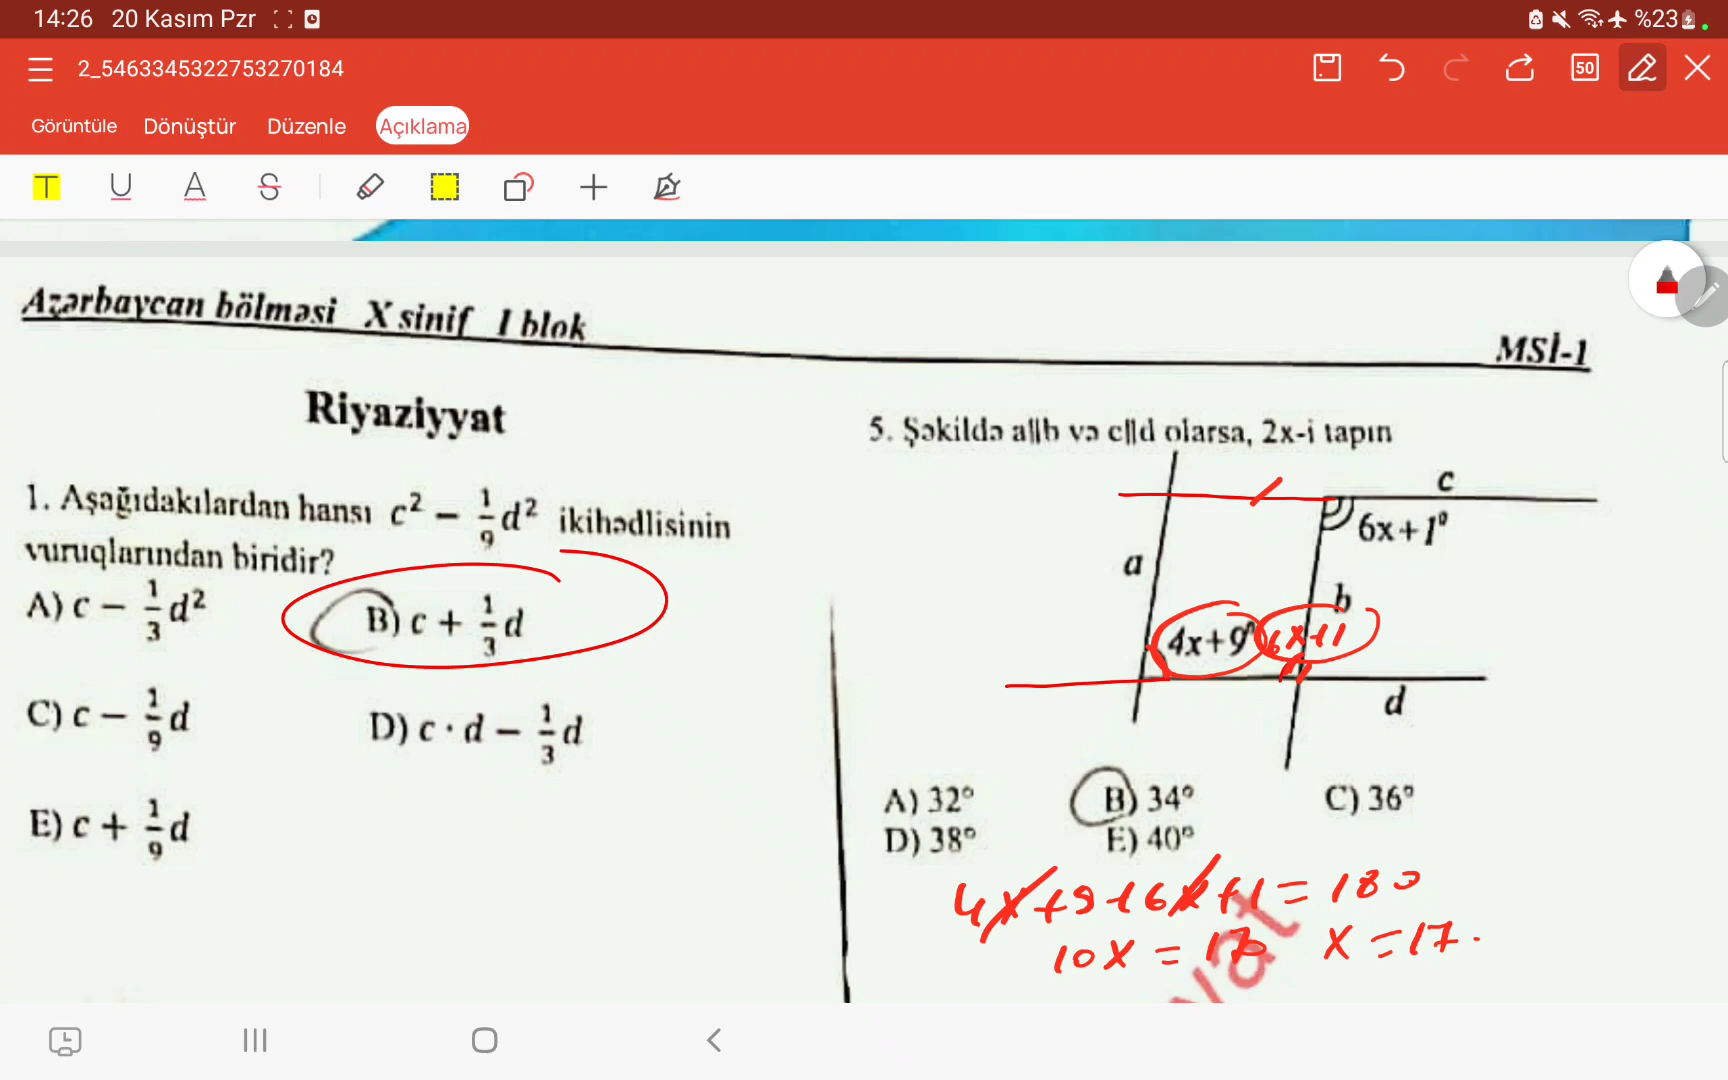 14:26 20 Kasım Pzr
%23
2_5463345322753270184
50
Görüntüle Dönüştür Düzenle Açıklama
T U A S
Azərbaycan bölməsi X sinif I blok
MSİ-1
Riyaziyyat
1. Aşağıdakılardan hansı c² − 1/9 d² ikihədlisinin
vuruqlarından biridir?
A) c − 1/3 d²
B) c + 1/3 d
C) c − 1/9 d
D) c · d − 1/3 d
E) c + 1/9 d
5. Şəkildə a||b və c||d olarsa, 2x-i tapın
c
6x+1⁰
a
b
4x+9⁰ 6x+1
d
A) 32° B) 34° C) 36°
D) 38° E) 40°
4x+9+6x+1=180
10x=170 x=17.